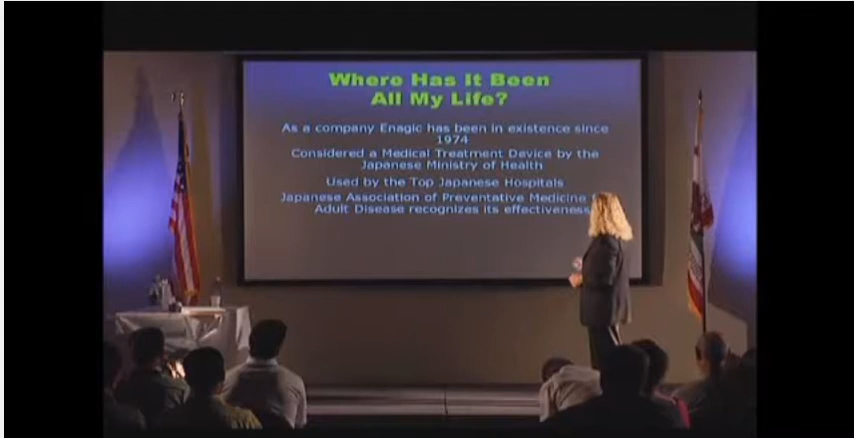 Where Has It Been
All My Life?
As a company Enagic has been in existence since
1974
Considered a Medical Treatment Device by the
Japanese Ministry of Health
Used by the Top Japanese Hospitals
Japanese Association of Preventative Medicine
Adult Disease recognizes its effectiveness